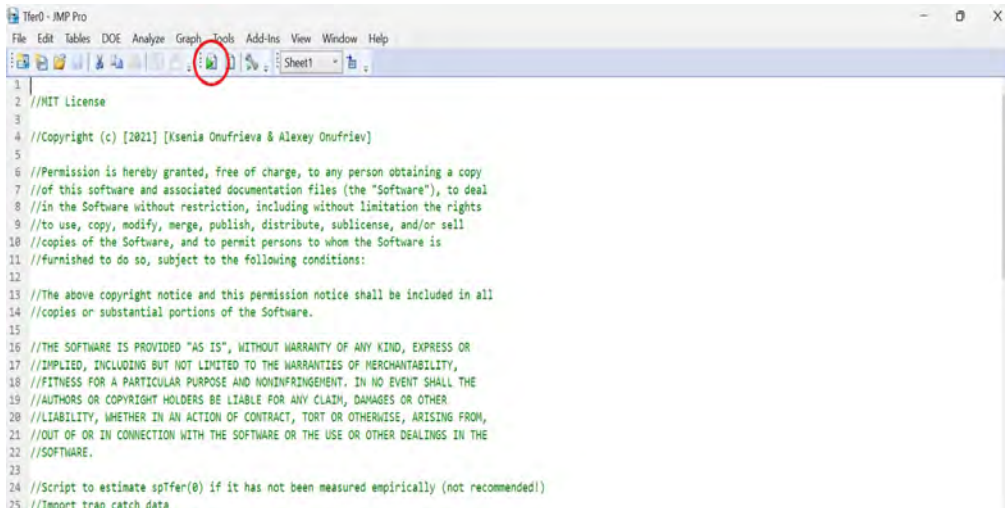 Tfer0 - JMP Pro
File Edit Tables DOE Analyze Graph Tools Add-Ins View Window Help
Sheet1
1
2 //MIT License
3
4 //Copyright (c) [2021] [Ksenia Onufrieva & Alexey Onufriev]
5
6 //Permission is hereby granted, free of charge, to any person obtaining a copy
7 //of this software and associated documentation files (the "Software"), to deal
8 //in the Software without restriction, including without limitation the rights
9 //to use, copy, modify, merge, publish, distribute, sublicense, and/or sell
10 //copies of the Software, and to permit persons to whom the Software is
11 //furnished to do so, subject to the following conditions:
12
13 //The above copyright notice and this permission notice shall be included in all
14 //copies or substantial portions of the Software.
15
16 //THE SOFTWARE IS PROVIDED "AS IS", WITHOUT WARRANTY OF ANY KIND, EXPRESS OR
17 //IMPLIED, INCLUDING BUT NOT LIMITED TO THE WARRANTIES OF MERCHANTABILITY,
18 //FITNESS FOR A PARTICULAR PURPOSE AND NONINFRINGEMENT. IN NO EVENT SHALL THE
19 //AUTHORS OR COPYRIGHT HOLDERS BE LIABLE FOR ANY CLAIM, DAMAGES OR OTHER
20 //LIABILITY, WHETHER IN AN ACTION OF CONTRACT, TORT OR OTHERWISE, ARISING FROM,
21 //OUT OF OR IN CONNECTION WITH THE SOFTWARE OR THE USE OR OTHER DEALINGS IN THE
22 //SOFTWARE.
23
24 //Script to estimate spTfer(0) if it has not been measured empirically (not recommended!)
25 //Import trap catch data